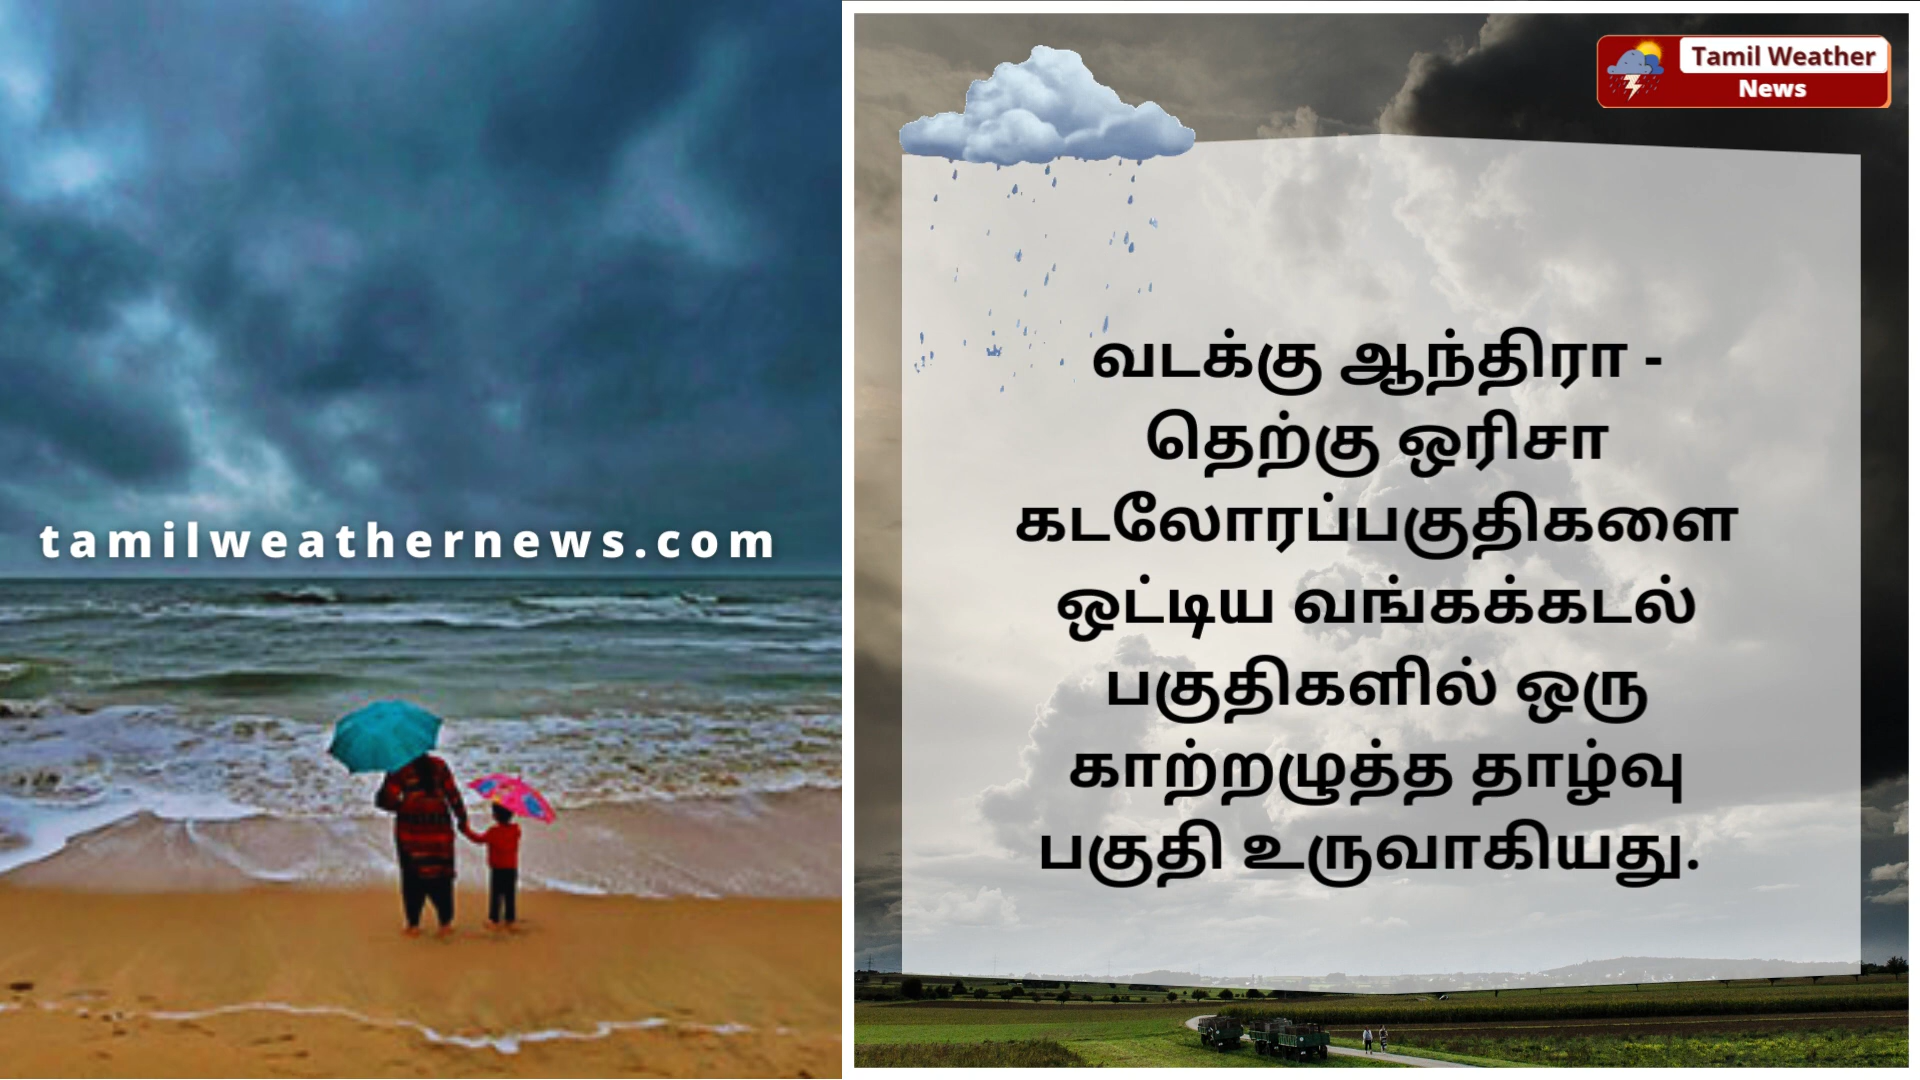 tamilweathernews.com
Tamil Weather
News
வடக்கு ஆந்திரா -
தெற்கு ஒரிசா
கடலோரப்பகுதிகளை
ஒட்டிய வங்கக்கடல்
பகுதிகளில் ஒரு
காற்றழுத்த தாழ்வு
பகுதி உருவாகியது.